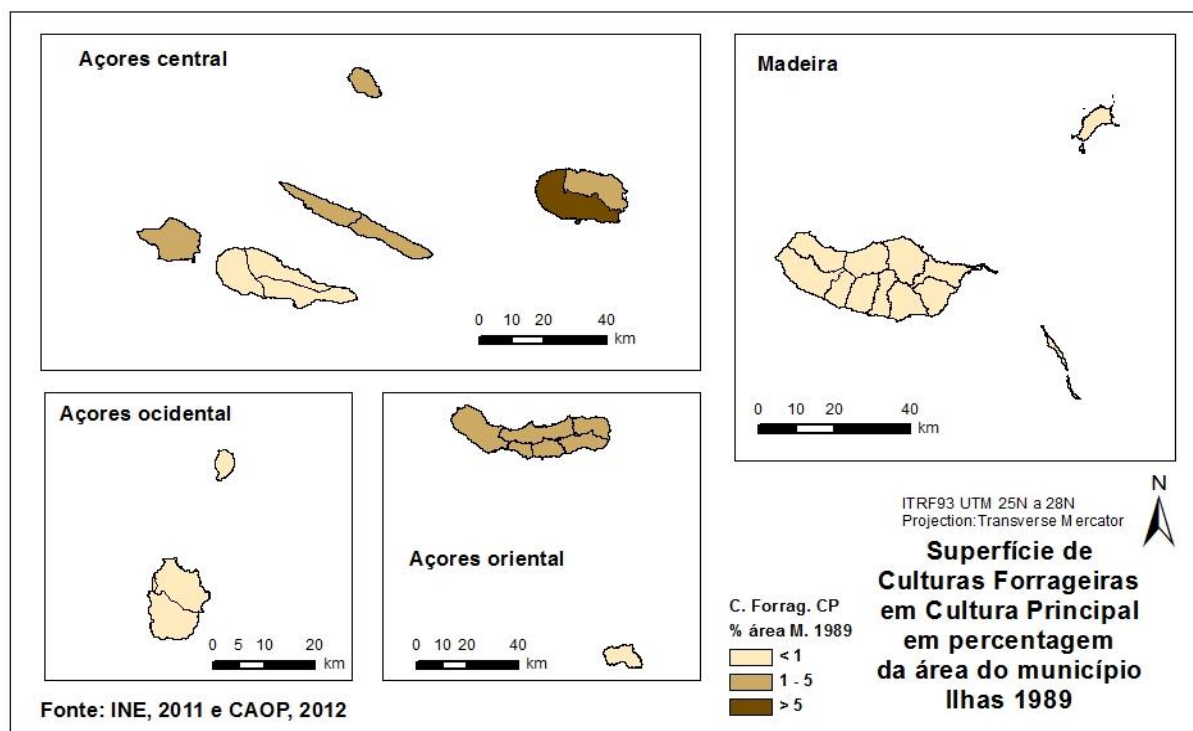 Açores central
0 10 20 40
km
Madeira
0 10 20 40
km
Açores ocidental
0 5 10 20
km
Açores oriental
0 10 20 40
km
N
ITRF93 UTM 25N a 28N
Projection:Transverse Mercator
Superfície de
Culturas Forrageiras
em Cultura Principal
em percentagem
da área do município
Ilhas 1989
C. Forrag. CP
% área M. 1989
< 1
1 - 5
> 5
Fonte: INE, 2011 e CAOP, 2012